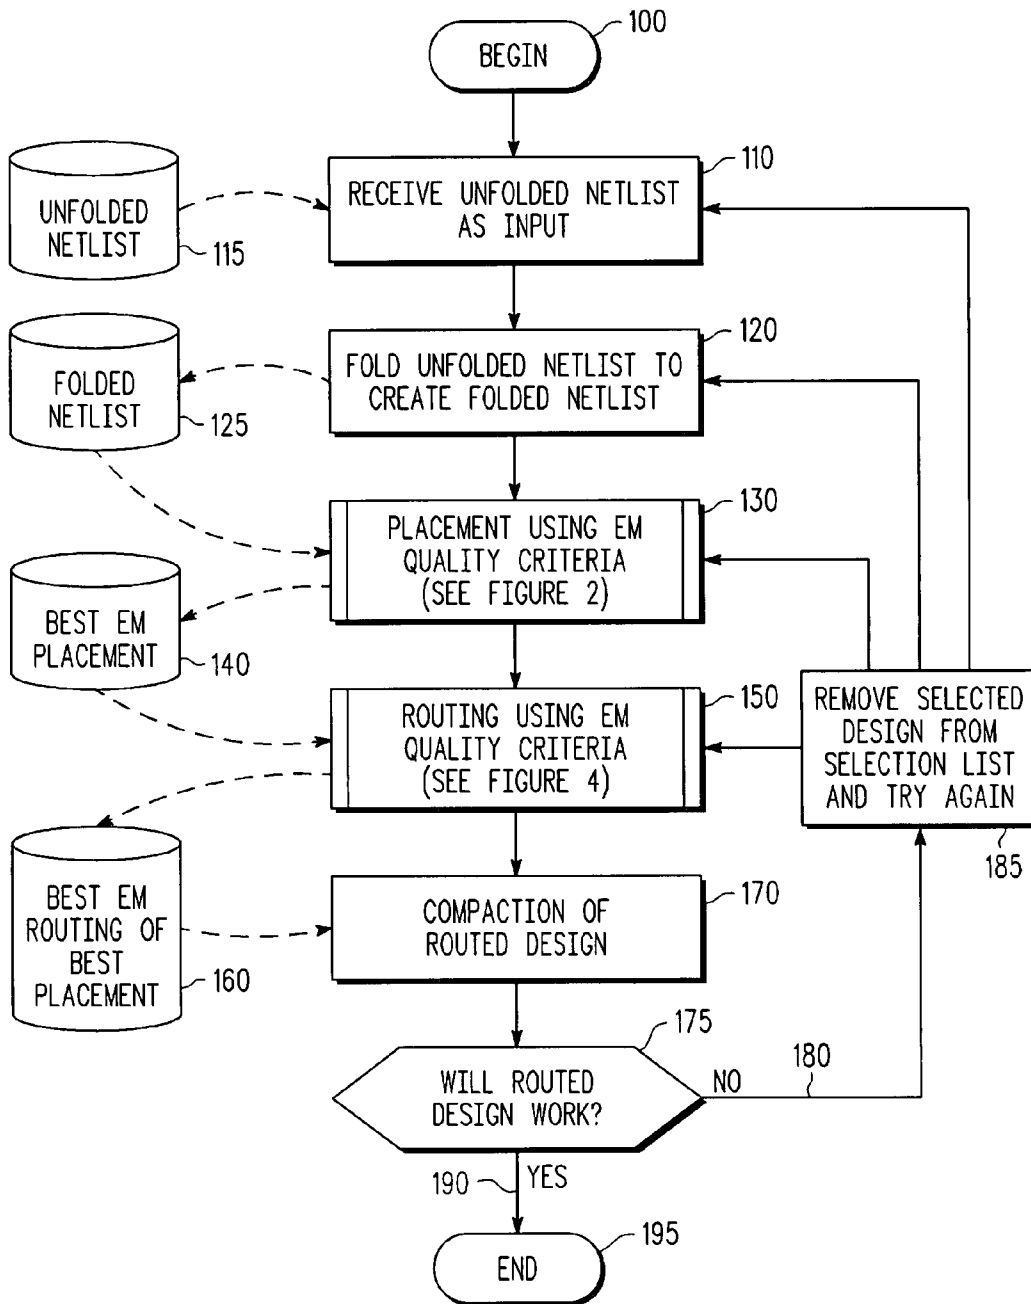 100
BEGIN
110
RECEIVE UNFOLDED NETLIST
AS INPUT
UNFOLDED
NETLIST
115
120
FOLD UNFOLDED NETLIST TO
CREATE FOLDED NETLIST
FOLDED
NETLIST
125
130
PLACEMENT USING EM
QUALITY CRITERIA
(SEE FIGURE 2)
BEST EM
PLACEMENT
140
150
ROUTING USING EM
QUALITY CRITERIA
(SEE FIGURE 4)
REMOVE SELECTED
DESIGN FROM
SELECTION LIST
AND TRY AGAIN
185
BEST EM
ROUTING OF
BEST
PLACEMENT
160
170
COMPACTION OF
ROUTED DESIGN
175
WILL ROUTED
DESIGN WORK?
NO
180
190
YES
195
END